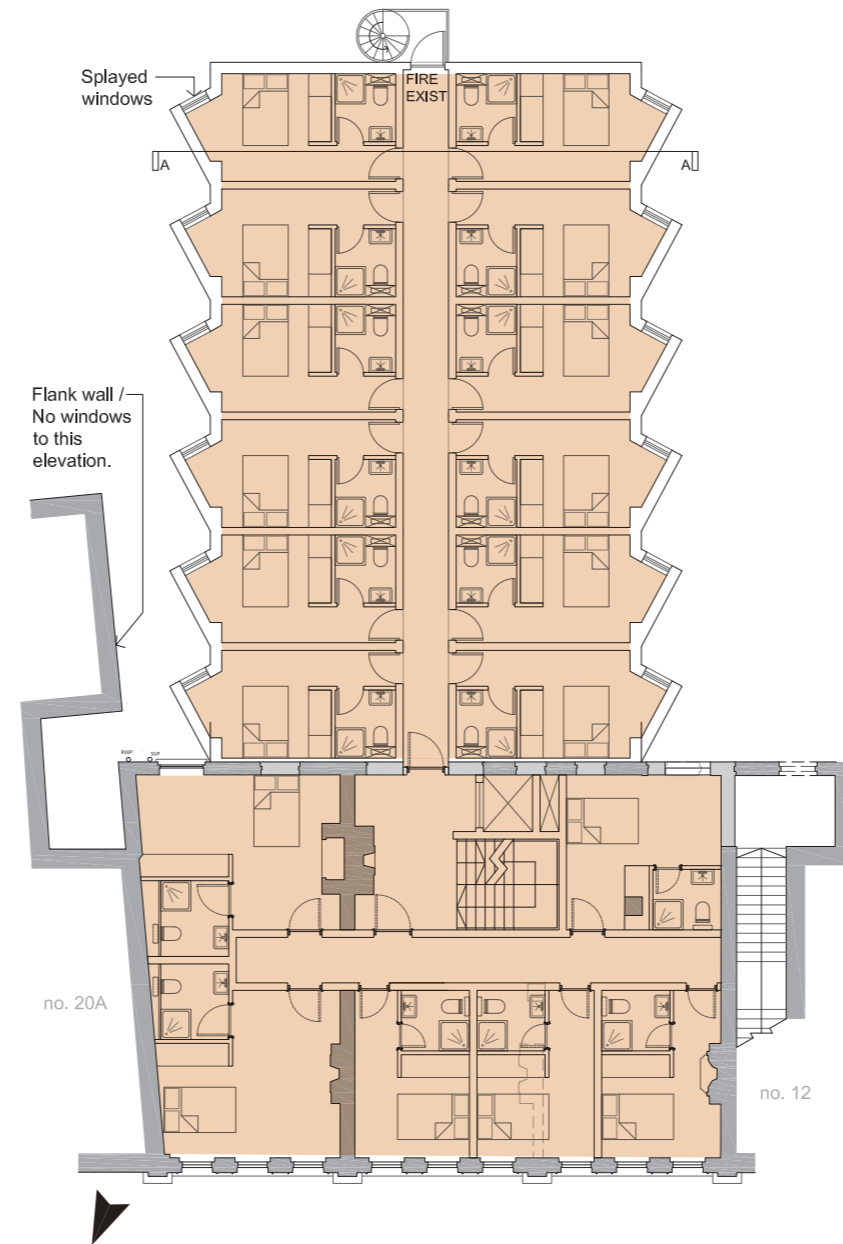 Splayed
windows
FIRE
EXIST
A
A
Flank wall /
No windows
to this
elevation.
RWP
SVP
no. 20A
no. 12